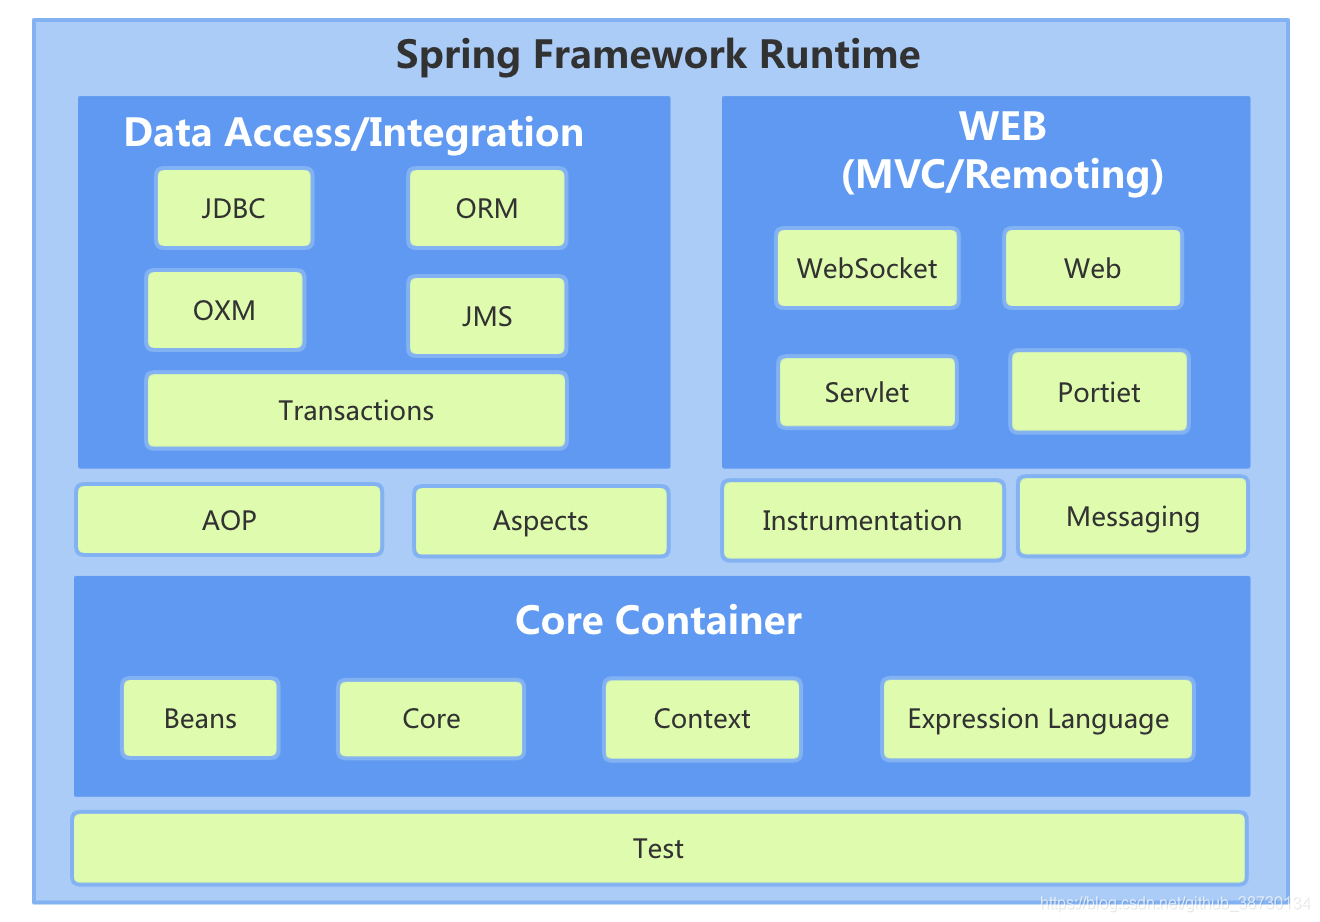 Spring Framework Runtime
Data Access/Integration
JDBC
ORM
OXM
JMS
Transactions
WEB
(MVC/Remoting)
WebSocket
Web
Servlet
Portiet
AOP
Aspects
Instrumentation
Messaging
Core Container
Beans
Core
Context
Expression Language
Test
https://blog.csdn.net/github_38730134